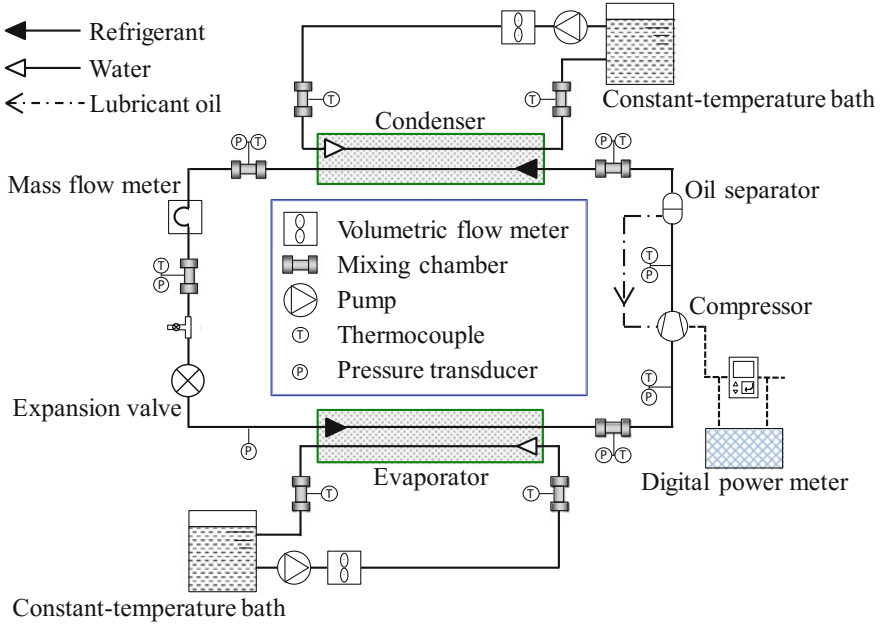 Refrigerant
Water
Lubricant oil
T
T
Constant-temperature bath
Condenser
P T
P T
Mass flow meter
Oil separator
Volumetric flow meter
Mixing chamber
Pump
T Thermocouple
P Pressure transducer
T
P
T
P
Compressor
T
P
Expansion valve
P
P T
Evaporator
Digital power meter
T
T
Constant-temperature bath